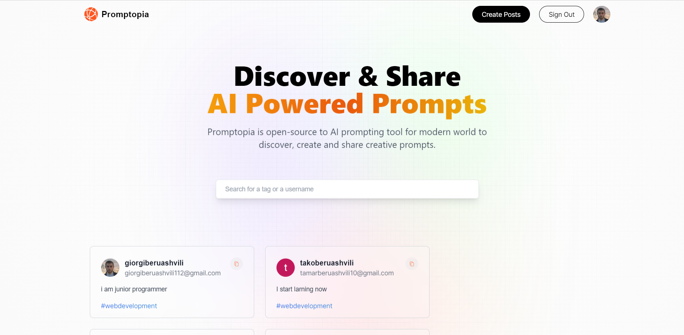 Promptopia
Create Posts
Sign Out
Discover & Share
AI Powered Prompts
Promptopia is open-source to AI prompting tool for modern world to
discover, create and share creative prompts.
Search for a tag or a username
giorgiberuashvili
giorgiberuashvili112@gmail.com
i am junior programmer
#webdevelopment
t
takoberuashvili
tamarberuashvili10@gmail.com
I start larning now
#webdevelopment